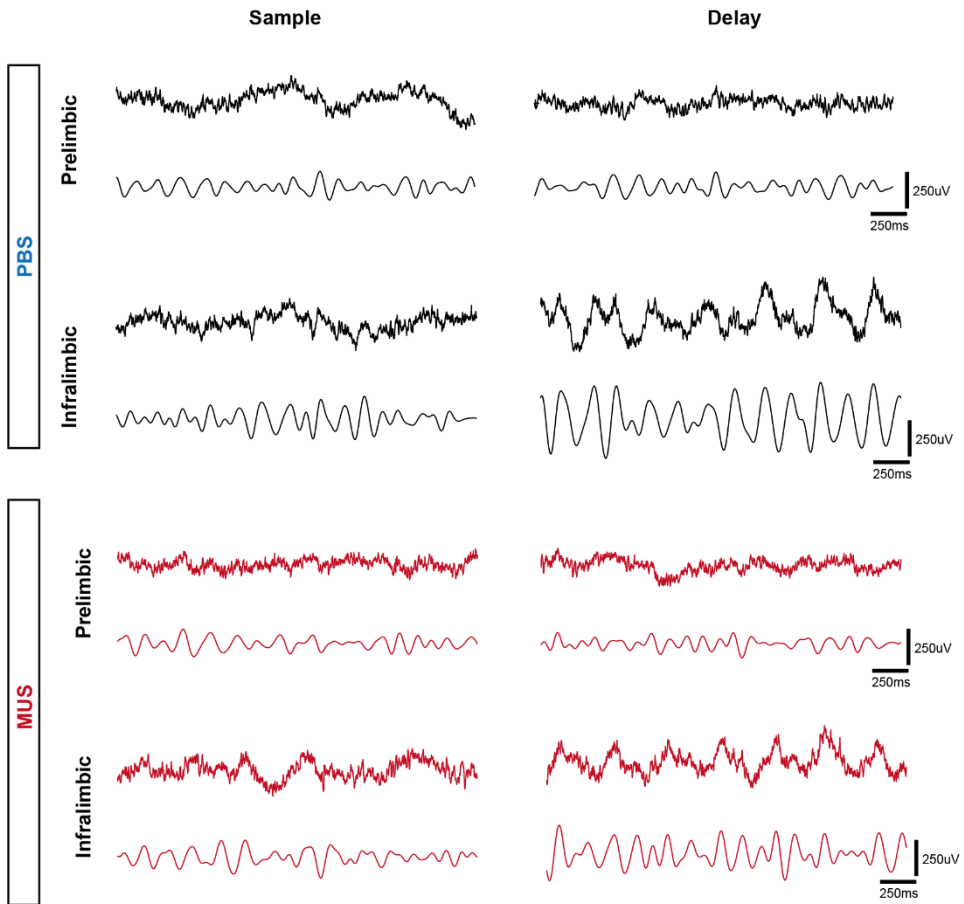 Sample
Delay
PBS
Prelimbic
250uV
250ms
Infralimbic
250uV
250ms
MUS
Prelimbic
250uV
250ms
Infralimbic
250uV
250ms